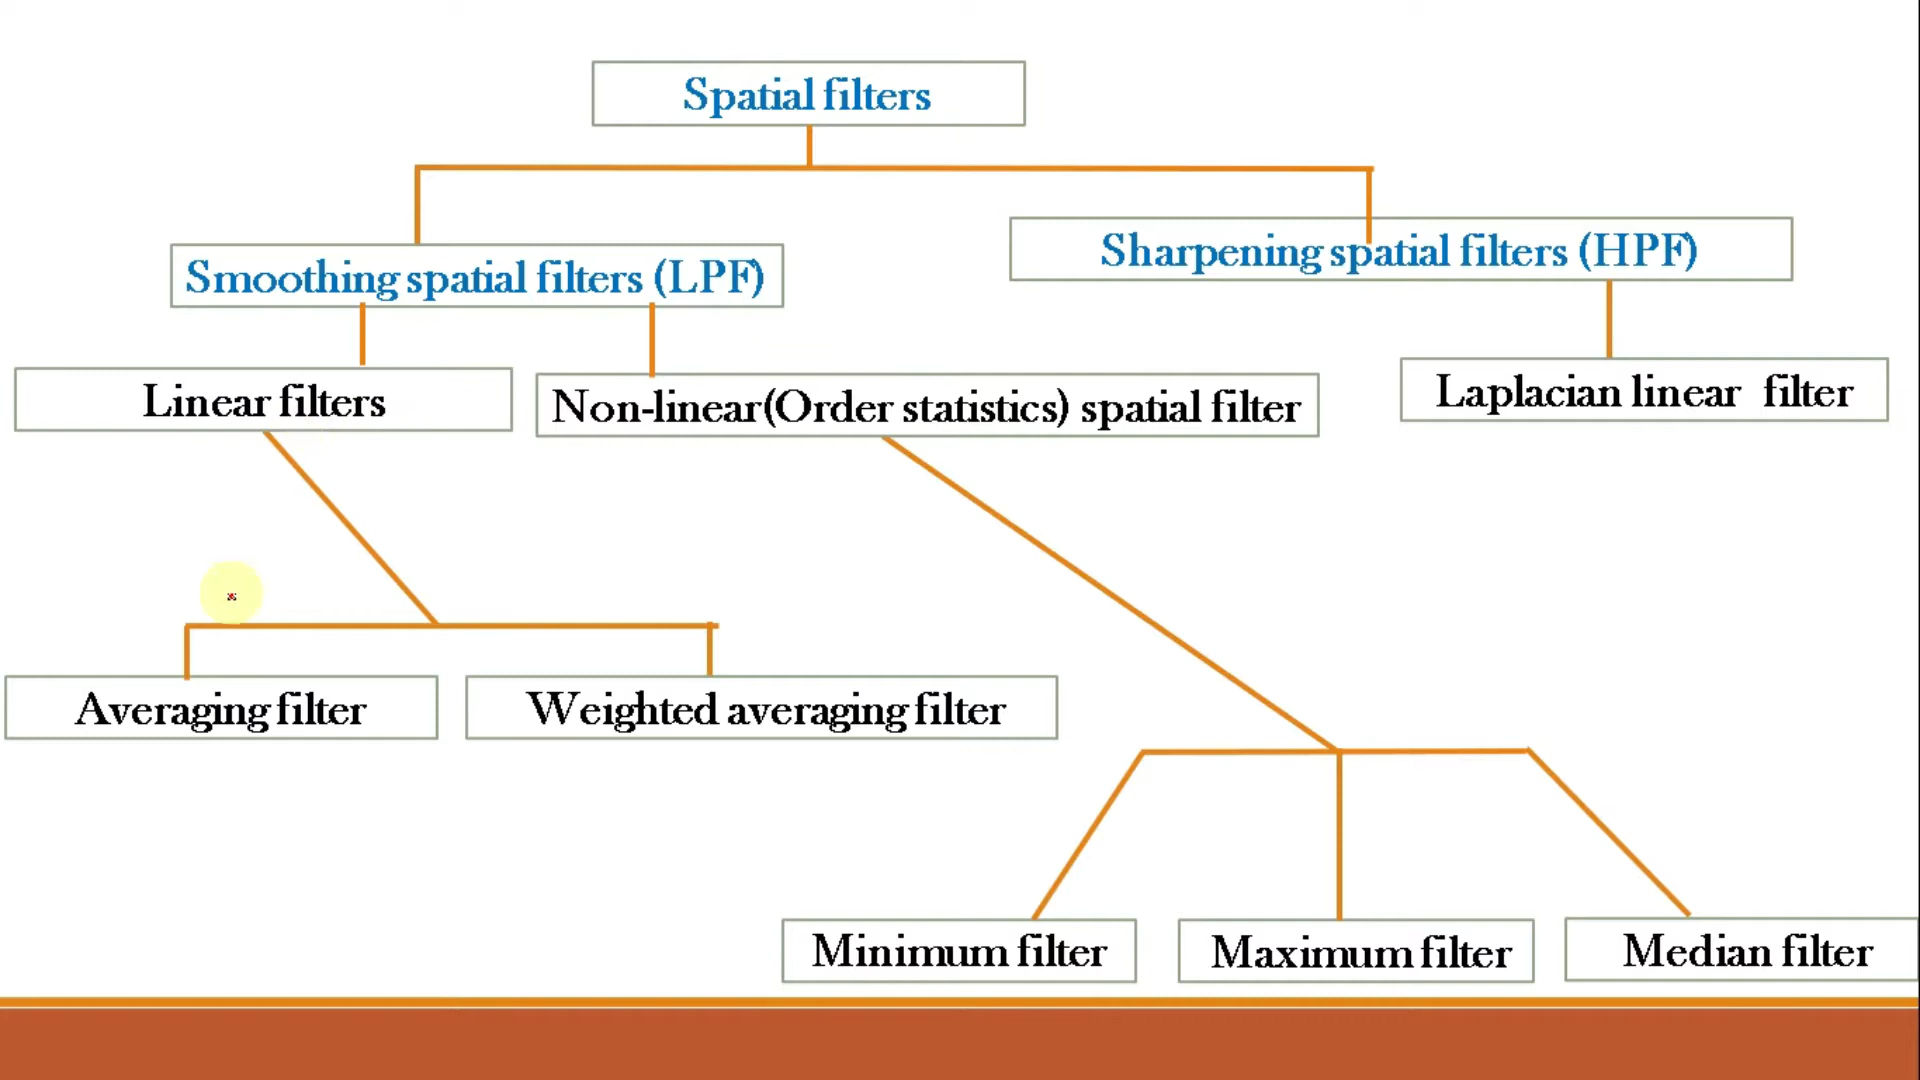 Spatial filters
Smoothing spatial filters (LPF)
Sharpening spatial filters (HPF)
Linear filters
Non-linear(Order statistics) spatial filter
Laplacian linear filter
Averaging filter
Weighted averaging filter
Minimum filter
Maximum filter
Median filter